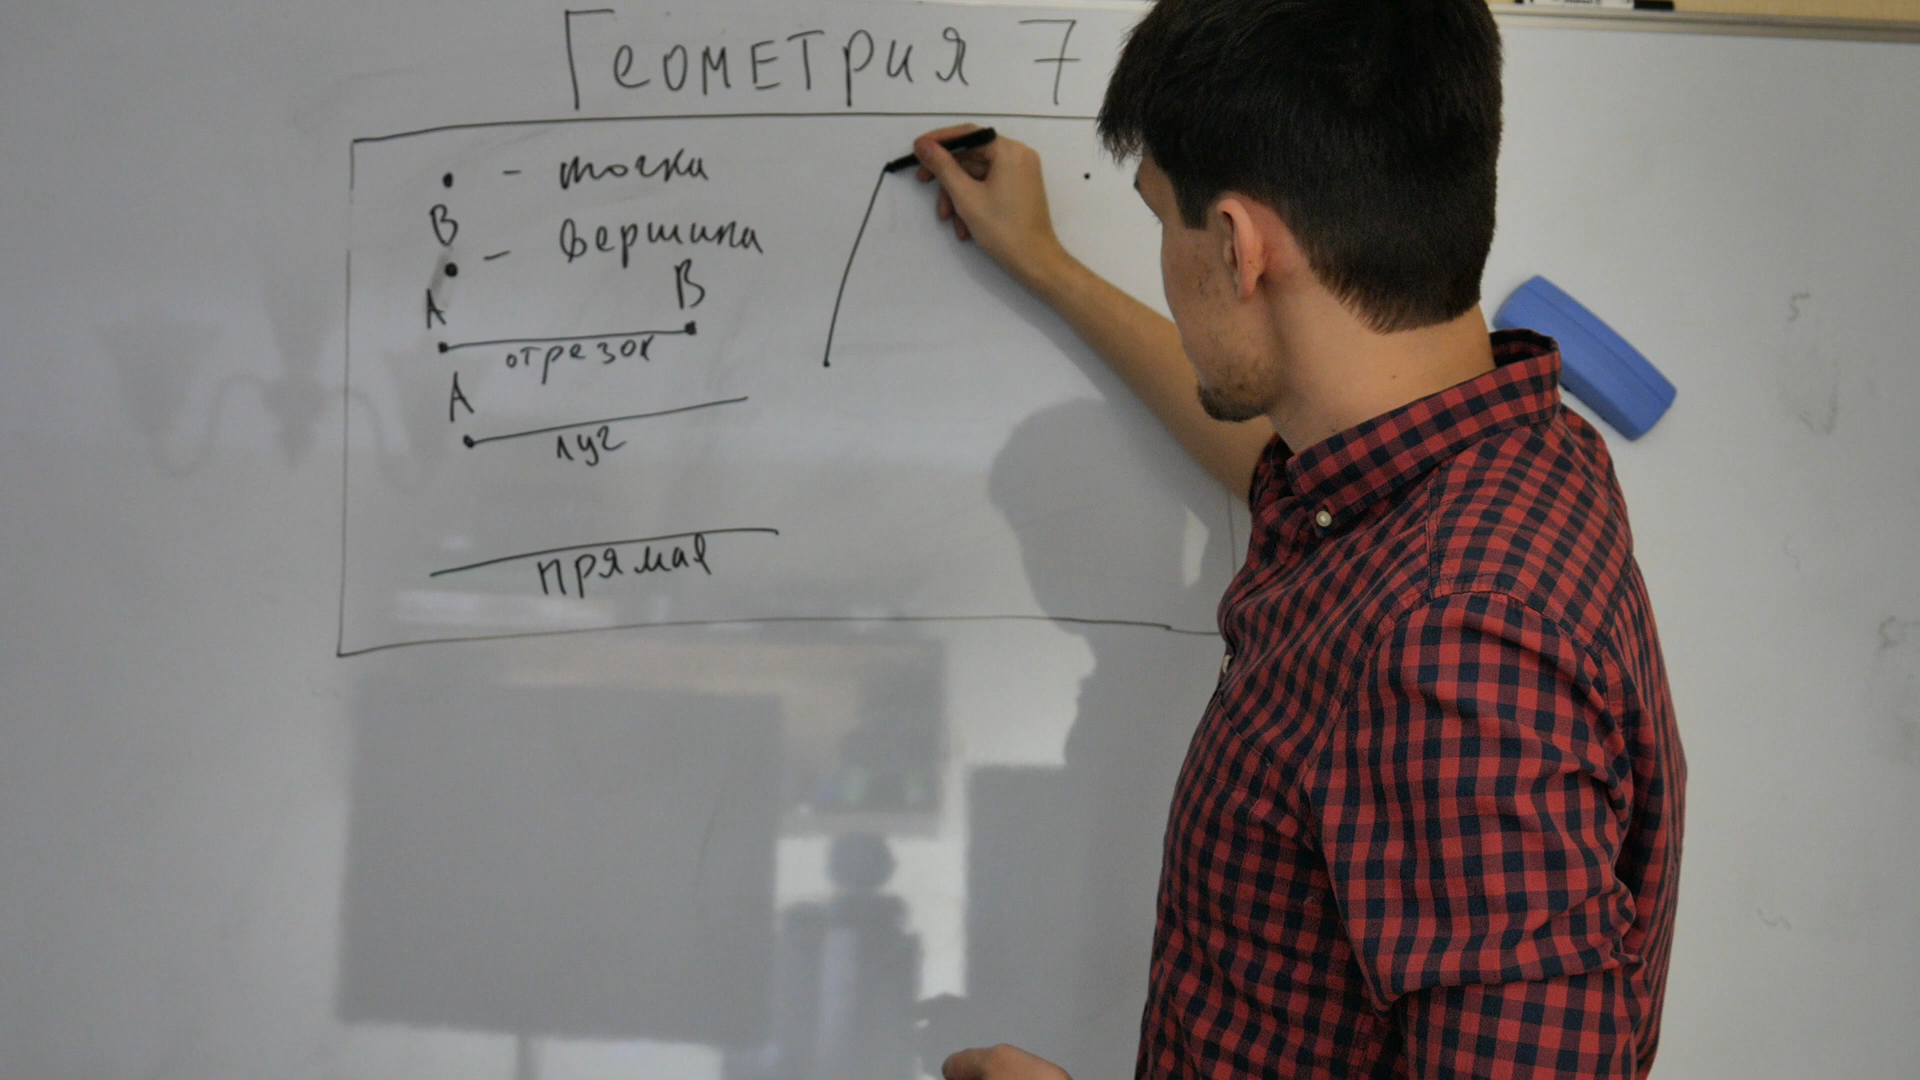 Геометрия 7
• - точка
B
• - вершина
A B
отрезок
A
луч
прямая